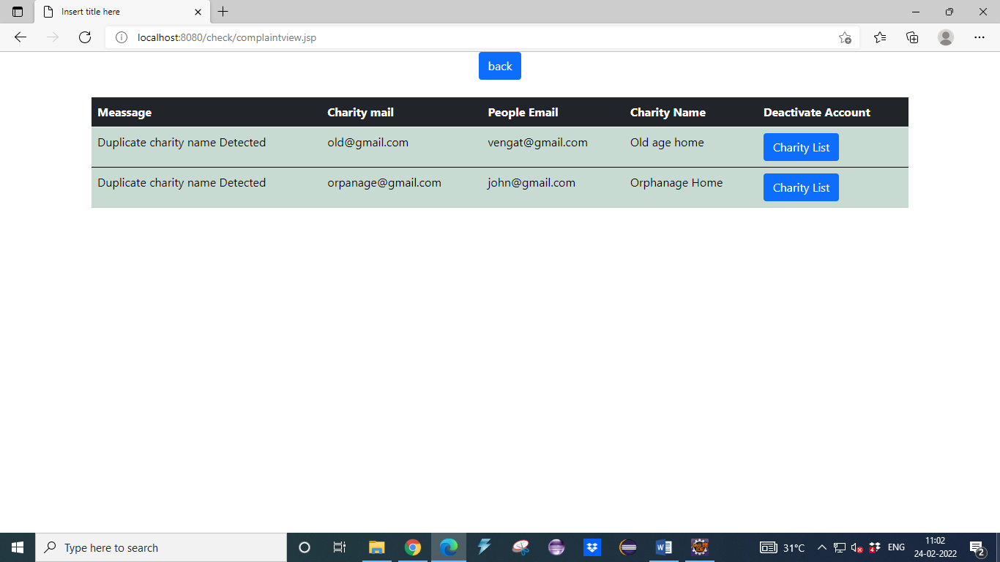 Insert title here
localhost:8080/check/complaintview.jsp
back
Meassage Charity mail People Email Charity Name Deactivate Account
Duplicate charity name Detected old@gmail.com vengat@gmail.com Old age home Charity List
Duplicate charity name Detected orpanage@gmail.com john@gmail.com Orphanage Home Charity List
Type here to search 31°C ENG 11:02
24-02-2022 2